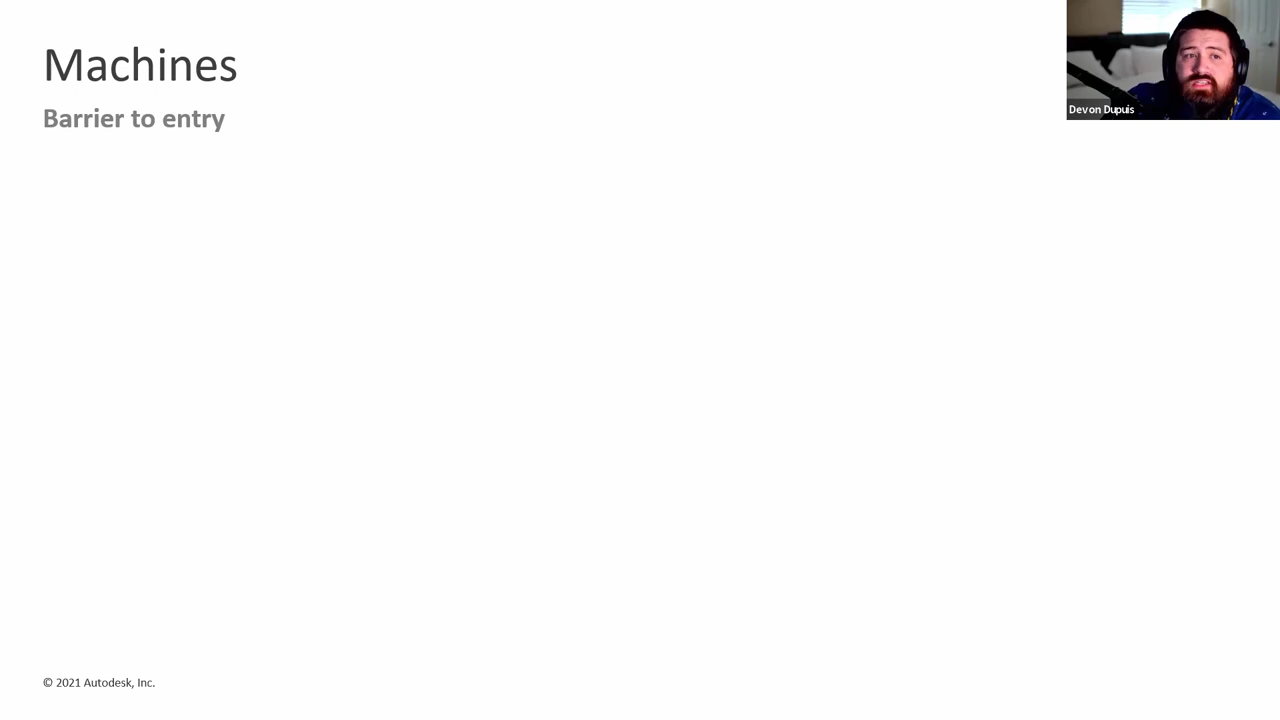 Machines
Barrier to entry
Devon Dupuis
© 2021 Autodesk, Inc.